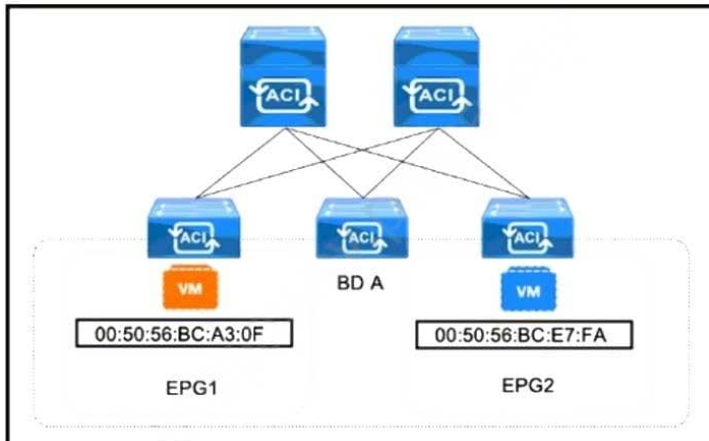 ACI
ACI
ACI
ACI
ACI
VM
BD A
VM
00:50:56:BC:A3:0F
00:50:56:BC:E7:FA
EPG1
EPG2